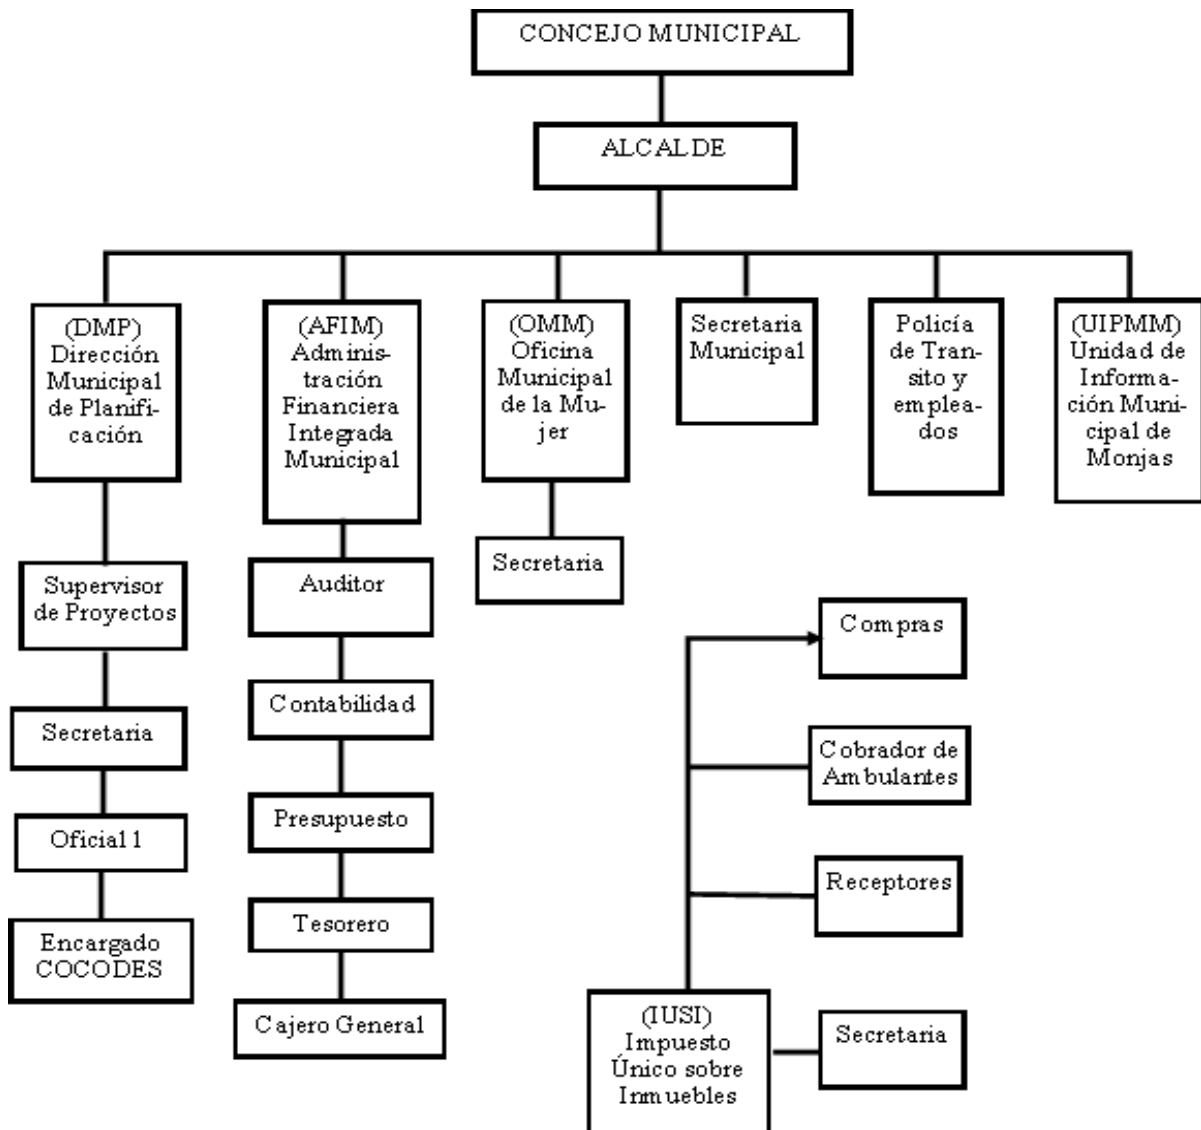 CONCEJO MUNICIPAL
ALCALDE
(DMP)
Dirección
Municipal
de Planifi-
cación
(AFIM)
Adminis-
tración
Financiera
Integrada
Municipal
(OMM)
Oficina
Municipal
de la Mu-
jer
Secretaria
Municipal
Policía
de Tran-
sito y
emplea-
dos
(UIPMM)
Unidad de
Informa-
ción Muni-
cipal de
Monjas
Supervisor
de Proyectos
Secretaria
Oficial 1
Encargado
COCODES
Auditor
Contabilidad
Presupuesto
Tesorero
Cajero General
Secretaria
Compras
Cobrador de
Ambulantes
Receptores
(IUSI)
Impuesto
Único sobre
Inmuebles
Secretaria